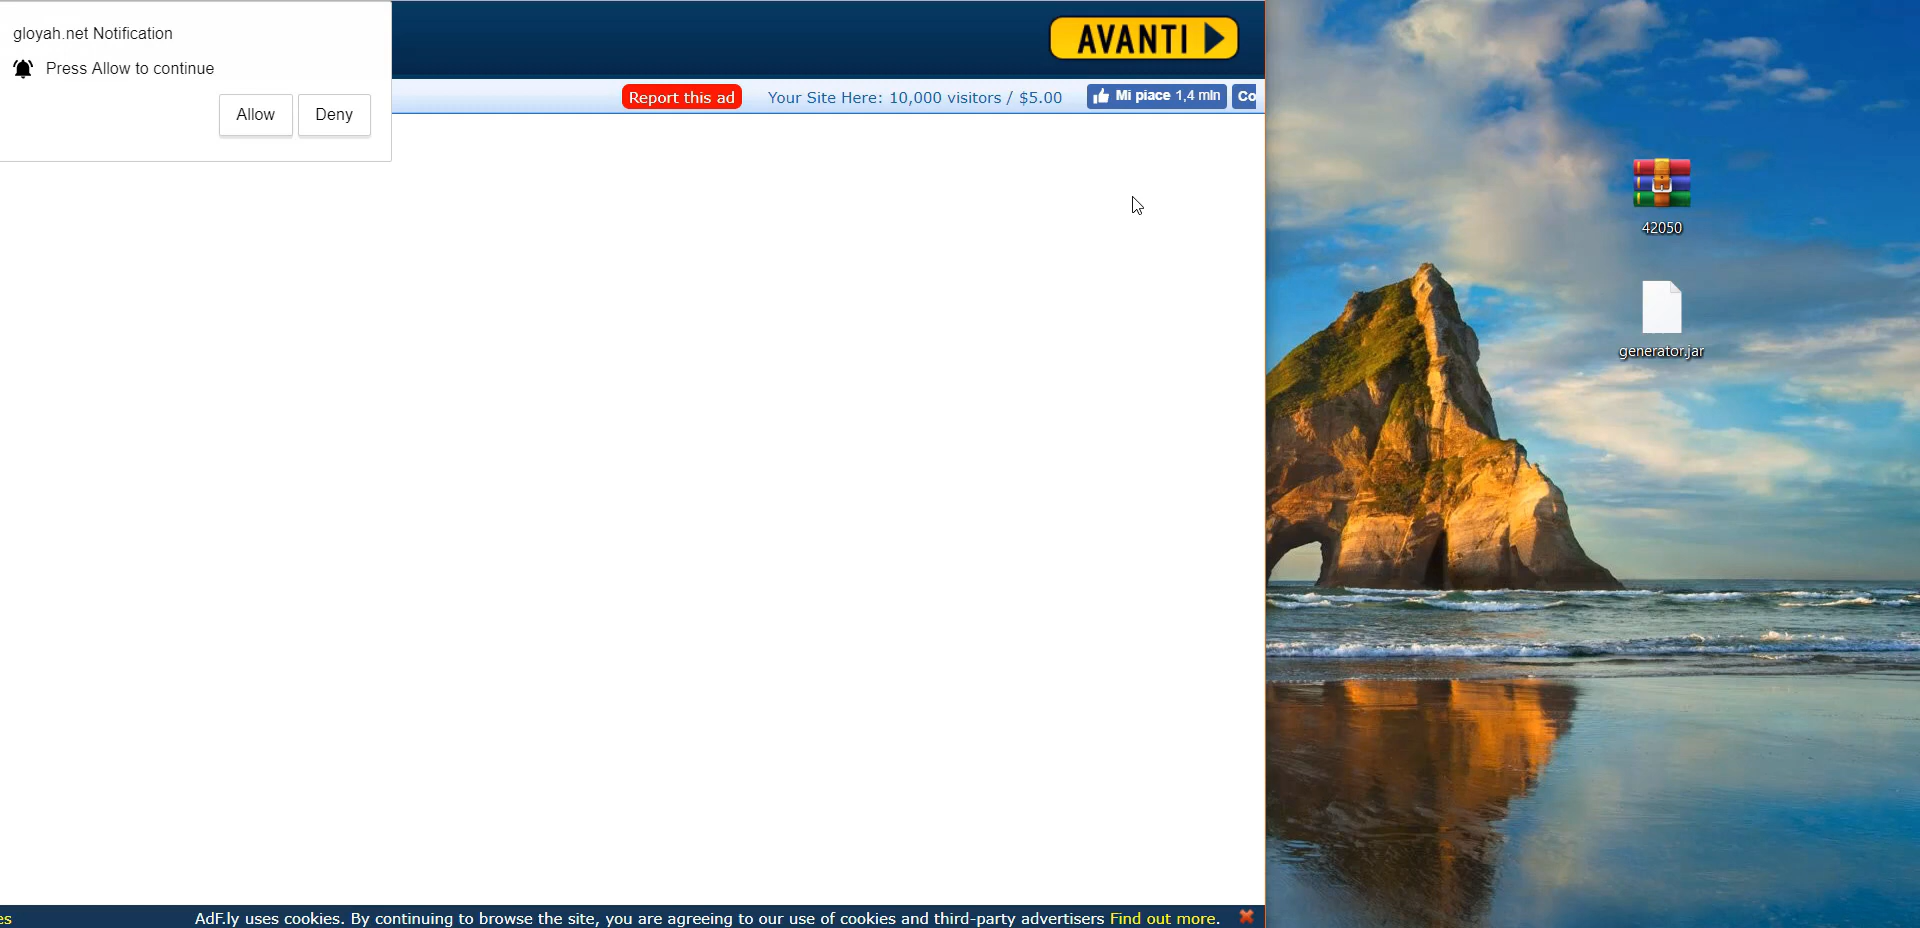 gloyah.net Notification
Press Allow to continue
Allow
Deny
AVANTI
Report this ad
Your Site Here: 10,000 visitors / $5.00
Mi piace 1,4 mln
Co
42050
generator.jar
es
AdF.ly uses cookies. By continuing to browse the site, you are agreeing to our use of cookies and third-party advertisers Find out more.